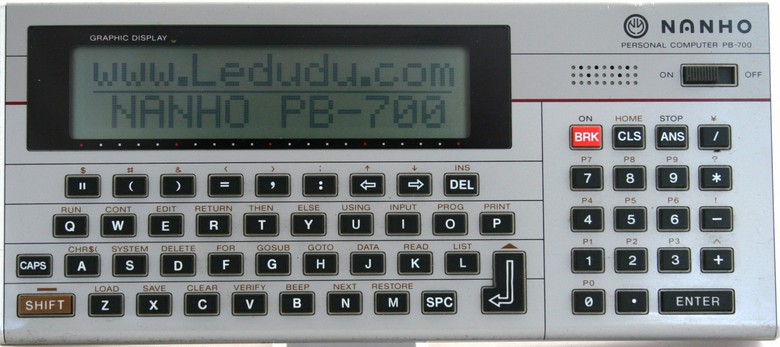 NANHO
GRAPHIC DISPLAY
PERSONAL COMPUTER PB-700
www.Ledudu.com
NANHO PB-700
ON OFF
ON HOME STOP ¥
BRK CLS ANS /
P7 P8 P9 ?
7 8 9 *
P4 P5 P6 !
4 5 6 −
P1 P2 P3 ^
1 2 3 +
P0
0 . ENTER
$ # & < > ; ↑ ↓ INS
" ( ) = , : ⇦ ⇨ DEL
RUN CONT EDIT RETURN THEN ELSE USING INPUT PROG PRINT
Q W E R T Y U I O P
CHR$( SYSTEM DELETE FOR GOSUB GOTO DATA READ LIST
CAPS A S D F G H J K L
LOAD SAVE CLEAR VERIFY BEEP NEXT RESTORE
SHIFT Z X C V B N M SPC